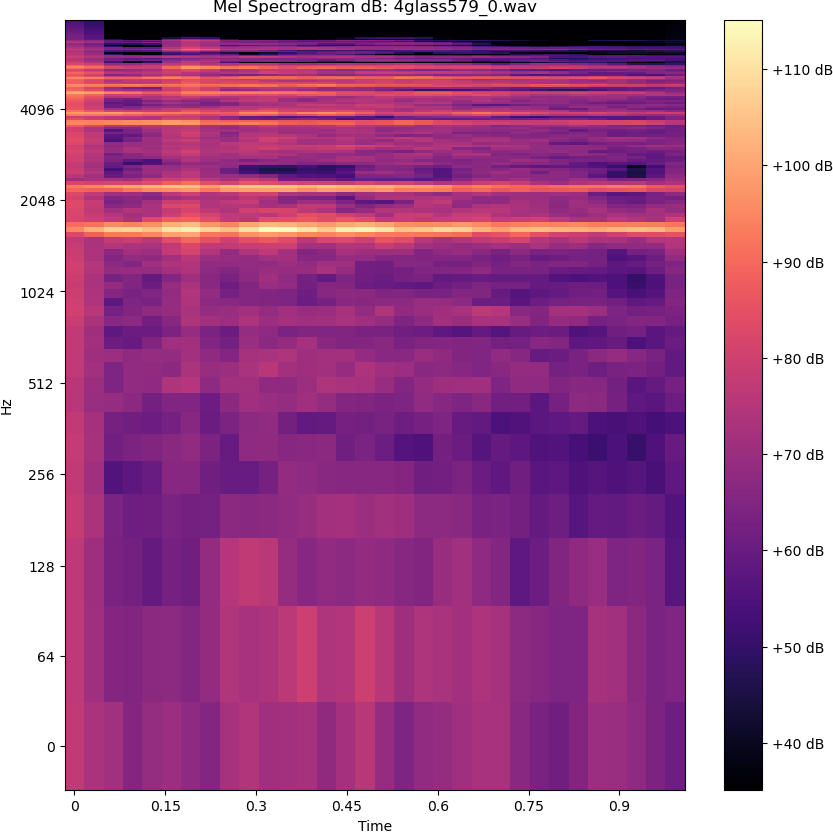 Mel Spectrogram dB: 4glass579_0.wav
Hz
4096
2048
1024
512
256
128
64
0
0
0.15
0.3
0.45
0.6
0.75
0.9
Time
+110 dB
+100 dB
+90 dB
+80 dB
+70 dB
+60 dB
+50 dB
+40 dB